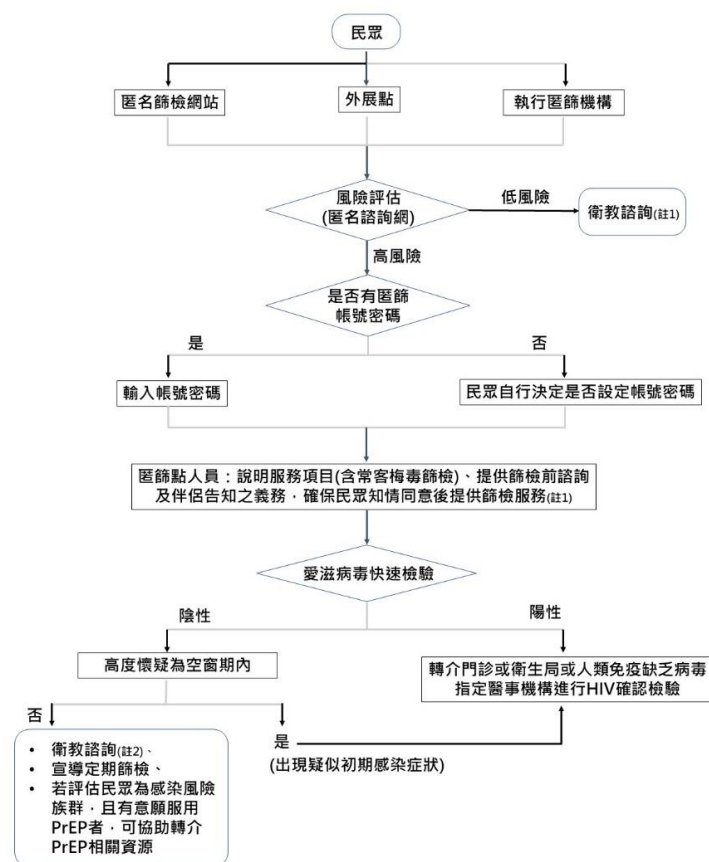 民眾
匿名篩檢網站
外展點
執行匿篩機構
風險評估
(匿名諮詢網)
低風險
衛教諮詢(註1)
高風險
是否有匿篩
帳號密碼
是
否
輸入帳號密碼
民眾自行決定是否設定帳號密碼
匿篩點人員：說明服務項目(含常客梅毒篩檢)、提供篩檢前諮詢
及伴侶告知之義務，確保民眾知情同意後提供篩檢服務(註1)
愛滋病毒快速檢驗
陰性
陽性
高度懷疑為空窗期內
轉介門診或衛生局或人類免疫缺乏病毒
指定醫事機構進行HIV確認檢驗
否
是
(出現疑似初期感染症狀)
• 衛教諮詢(註2)、
• 宣導定期篩檢、
• 若評估民眾為感染風險
族群，且有意願服用
PrEP者，可協助轉介
PrEP相關資源